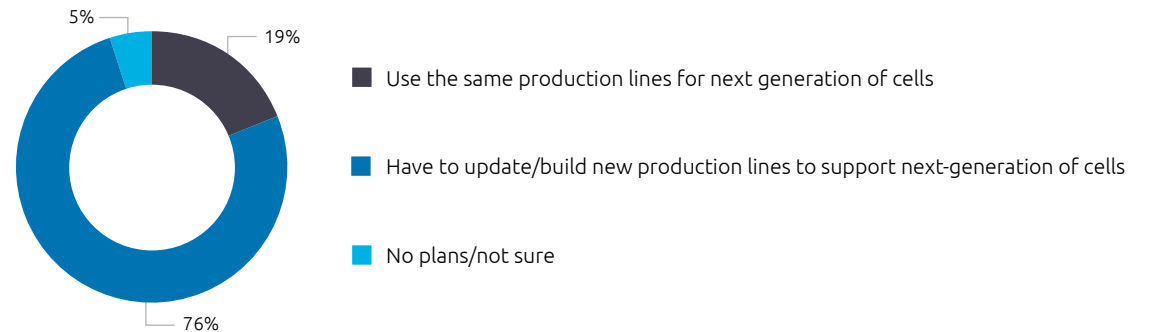 5%
19%
Use the same production lines for next generation of cells
Have to update/build new production lines to support next-generation of cells
No plans/not sure
76%